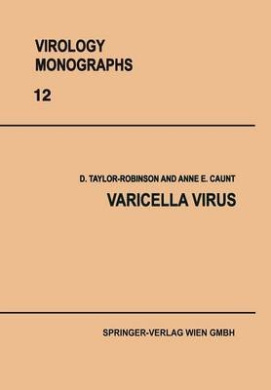 VIROLOGY
MONOGRAPHS
12
D. TAYLOR-ROBINSON AND ANNE E. CAUNT
VARICELLA VIRUS
SPRINGER-VERLAG WIEN GMBH